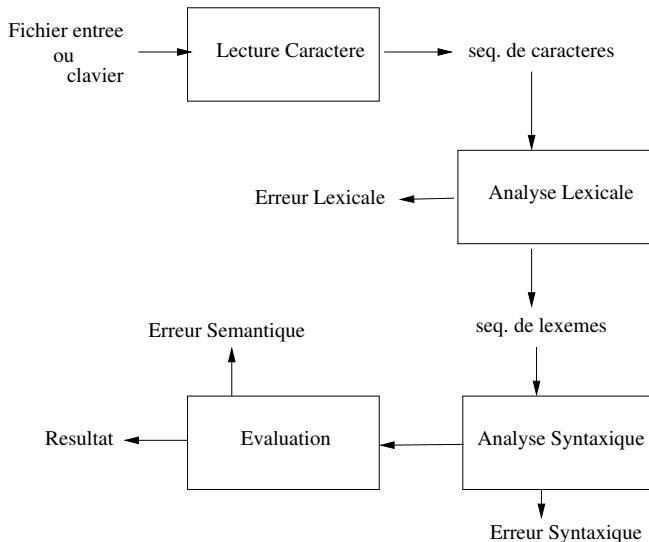 Fichier entree
ou
clavier
Lecture Caractere
seq. de caracteres
Erreur Lexicale
Analyse Lexicale
seq. de lexemes
Erreur Semantique
Resultat
Evaluation
Analyse Syntaxique
Erreur Syntaxique